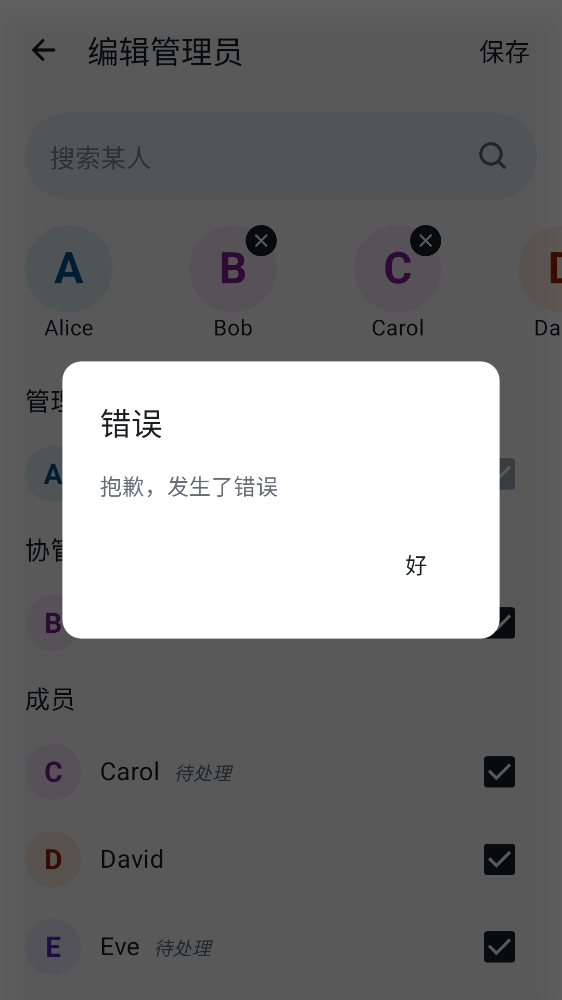 编辑管理员
保存
搜索某人
A
B
C
D
Alice
Bob
Carol
Da
管理
A
错误
抱歉，发生了错误
好
协管
B
成员
C
Carol 待处理
D
David
E
Eve 待处理